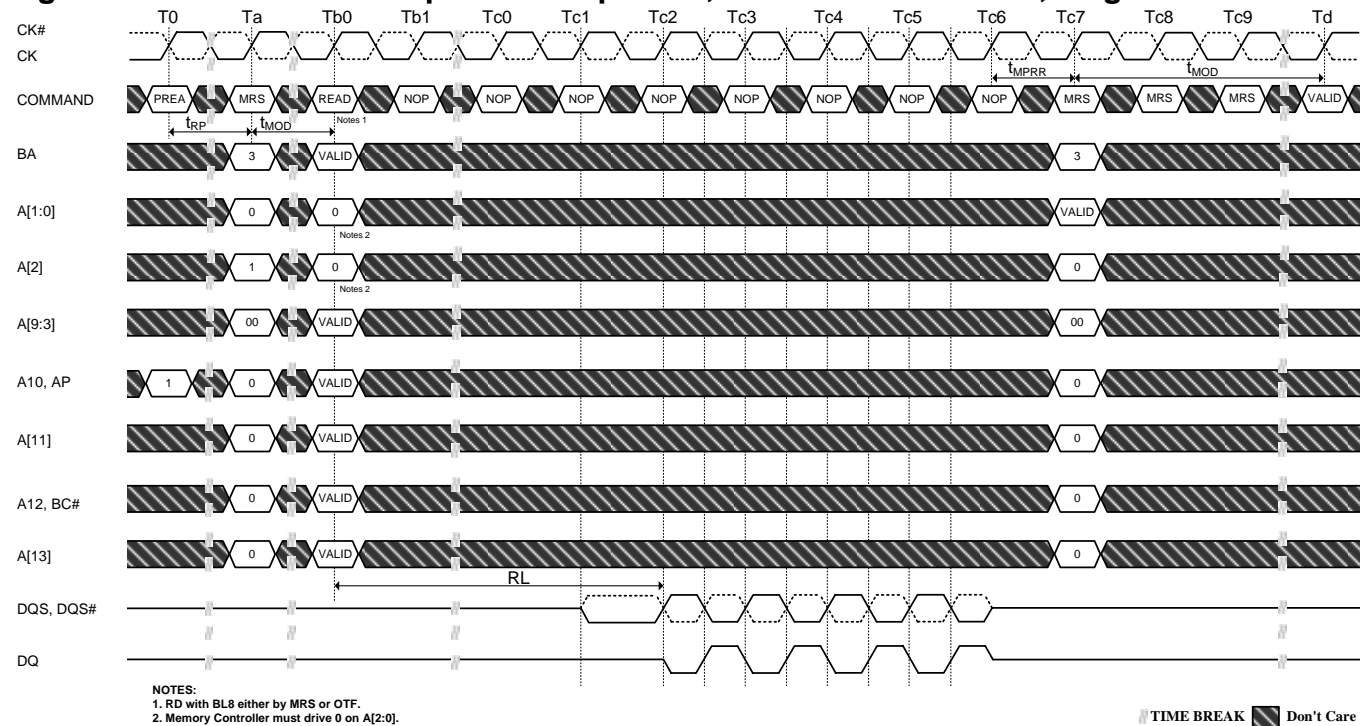 T0 Ta Tb0 Tb1 Tc0 Tc1 Tc2 Tc3 Tc4 Tc5 Tc6 Tc7 Tc8 Tc9 Td
CK#
CK
tMPRR tMOD
COMMAND PREA MRS READ NOP NOP NOP NOP NOP NOP NOP NOP MRS MRS MRS VALID
Notes 1
tRP tMOD
BA 3 VALID 3
A[1:0] 0 0 VALID
Notes 2
A[2] 1 0 0
Notes 2
A[9:3] 00 VALID 00
A10, AP 1 0 VALID 0
A[11] 0 VALID 0
A12, BC# 0 VALID 0
A[13] 0 VALID 0
RL
DQS, DQS#
DQ
NOTES:
1. RD with BL8 either by MRS or OTF.
2. Memory Controller must drive 0 on A[2:0].
TIME BREAK Don't Care